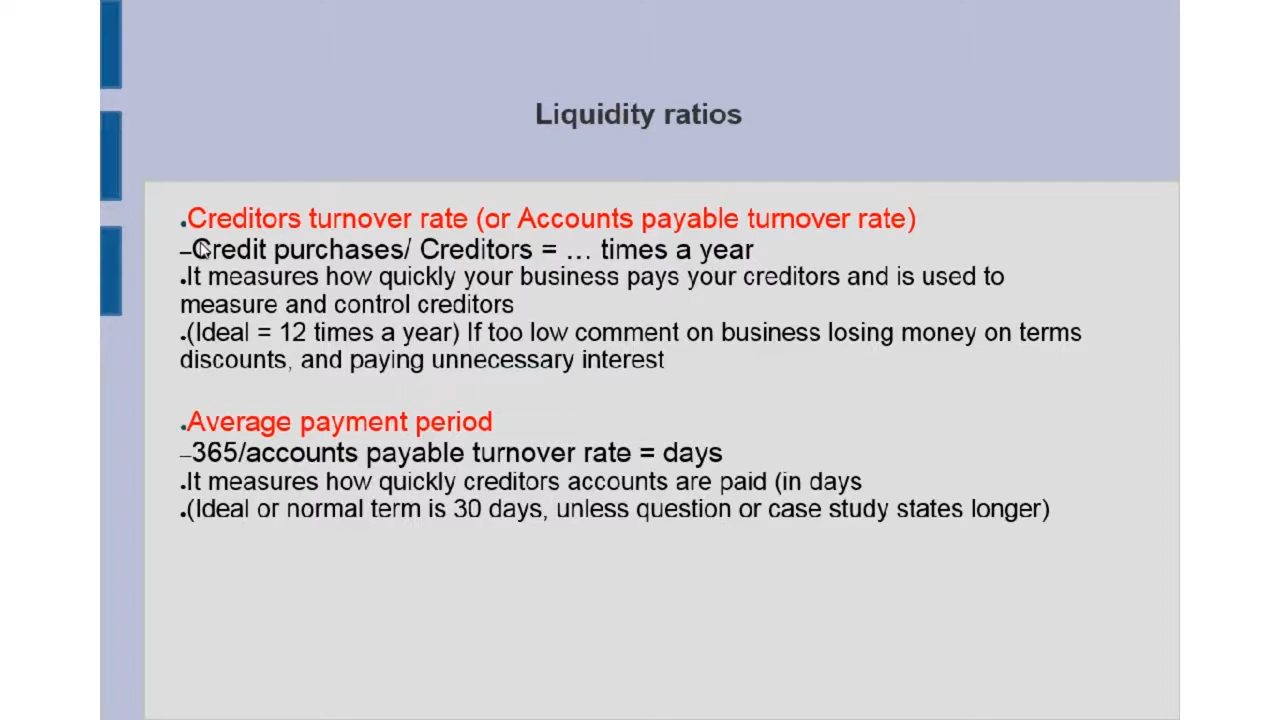 Liquidity ratios
●Creditors turnover rate (or Accounts payable turnover rate)
–Credit purchases/ Creditors = … times a year
●It measures how quickly your business pays your creditors and is used to
measure and control creditors
●(Ideal = 12 times a year) If too low comment on business losing money on terms
discounts, and paying unnecessary interest
●Average payment period
–365/accounts payable turnover rate = days
●It measures how quickly creditors accounts are paid (in days
●(Ideal or normal term is 30 days, unless question or case study states longer)